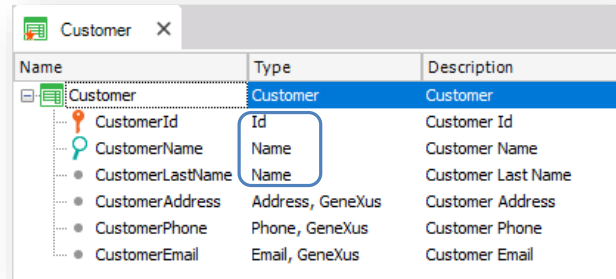 Customer
Name Type Description
Customer Customer Customer
CustomerId Id Customer Id
CustomerName Name Customer Name
CustomerLastName Name Customer Last Name
CustomerAddress Address, GeneXus Customer Address
CustomerPhone Phone, GeneXus Customer Phone
CustomerEmail Email, GeneXus Customer Email